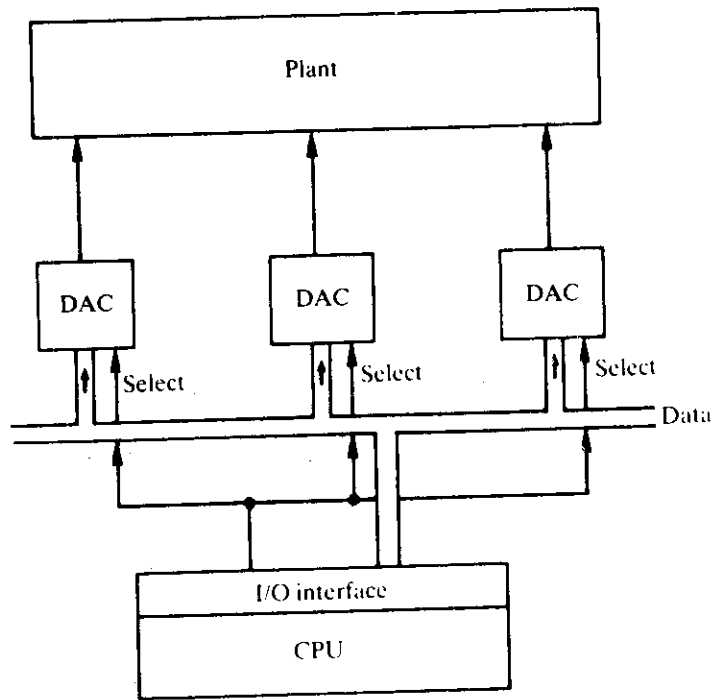 Plant
DAC
DAC
DAC
Select
Select
Select
Data
I/O interface
CPU